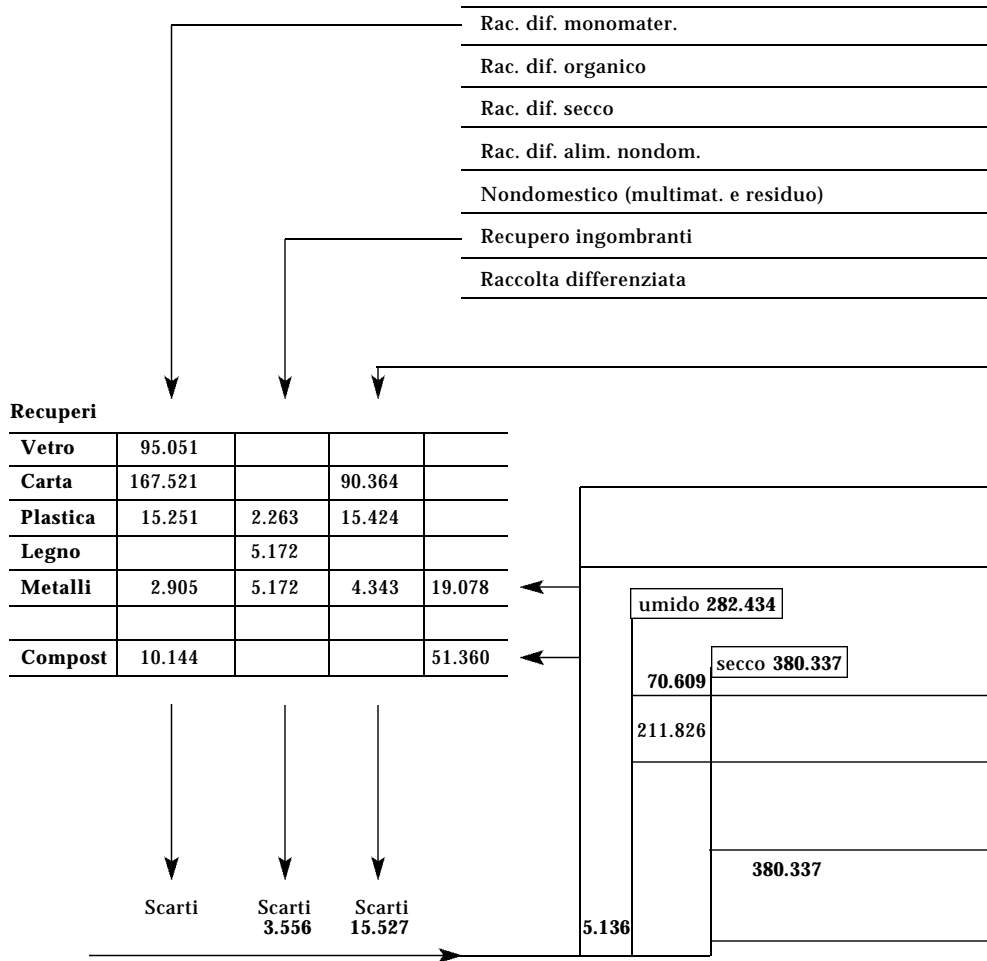 Rac. dif. monomater.
Rac. dif. organico
Rac. dif. secco
Rac. dif. alim. nondom.
Nondomestico (multimat. e residuo)
Recupero ingombranti
Raccolta differenziata
Recuperi
Vetro 95.051
Carta 167.521 90.364
Plastica 15.251 2.263 15.424
Legno 5.172
Metalli 2.905 5.172 4.343 19.078
umido 282.434
Compost 10.144 51.360
secco 380.337
70.609
211.826
380.337
Scarti Scarti Scarti
3.556 15.527 5.136